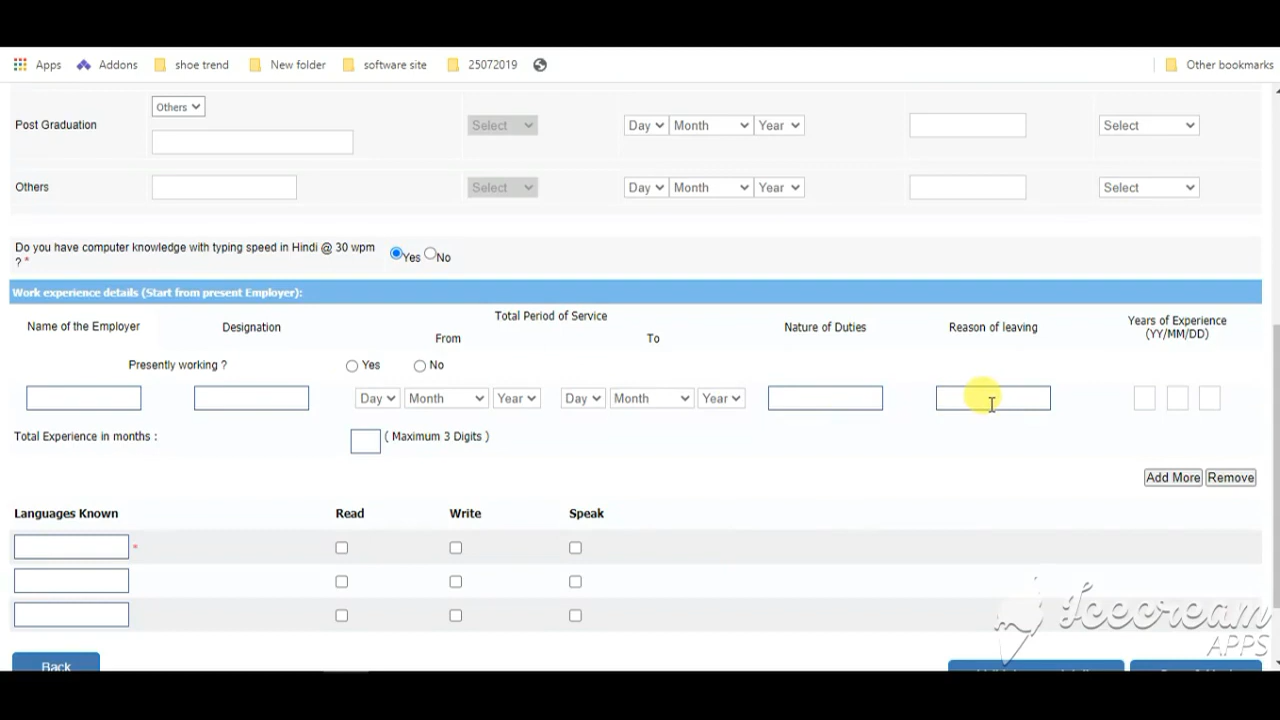 Apps Addons shoe trend New folder software site 25072019 Other bookmarks
Others
Post Graduation Select Day Month Year Select
Others Select Day Month Year Select
Do you have computer knowledge with typing speed in Hindi @ 30 wpm
? * Yes No
Work experience details (Start from present Employer):
Name of the Employer Designation Total Period of Service Nature of Duties Reason of leaving Years of Experience
From To (YY/MM/DD)
Presently working ? Yes No
Day Month Year Day Month Year
Total Experience in months : ( Maximum 3 Digits )
Add More Remove
Languages Known Read Write Speak
*
Icecream
APPS
Back